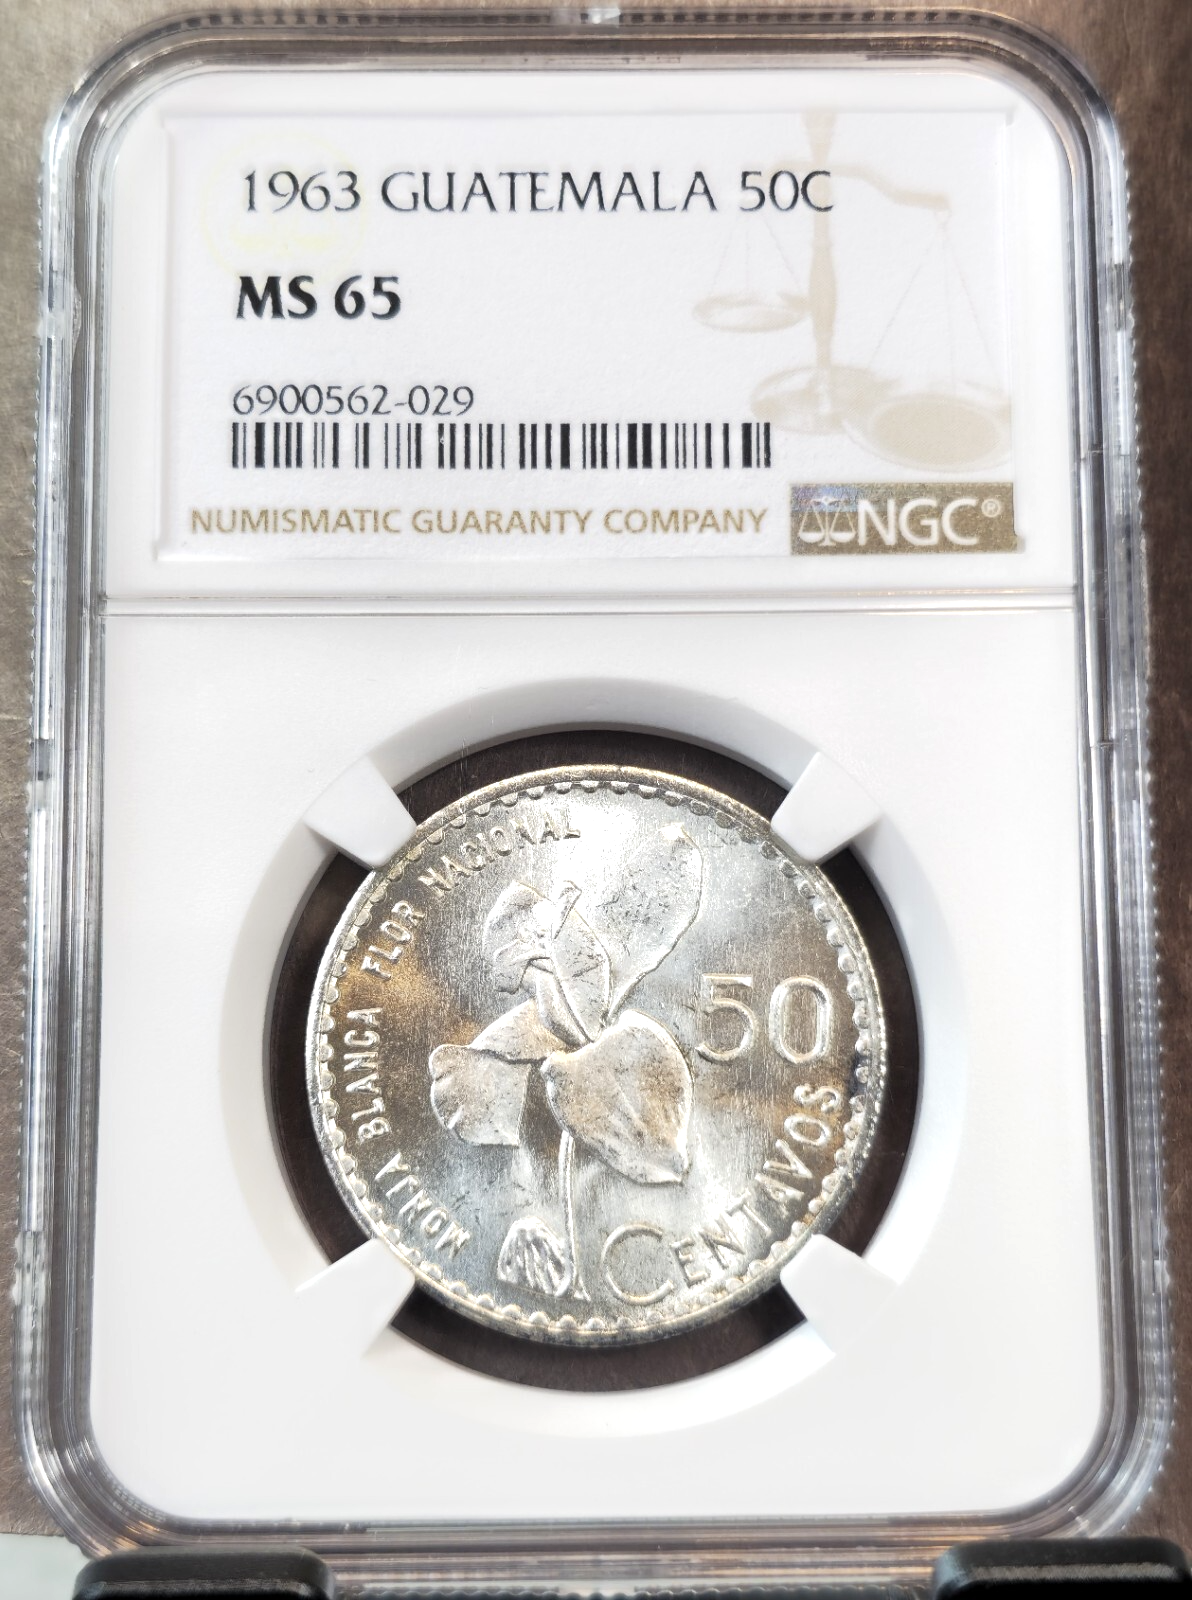 1963 GUATEMALA 50C
MS 65
6900562-029
NUMISMATIC GUARANTY COMPANY NGC®
MONJA BLANCA FLOR NACIONAL
50
CENTAVOS